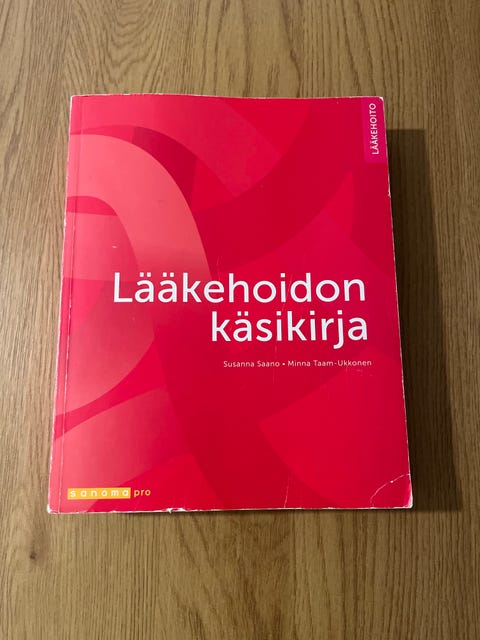 LÄÄKEHOITO
Lääkehoidon
käsikirja
Susanna Saano • Minna Taam-Ukkonen
sanoma pro